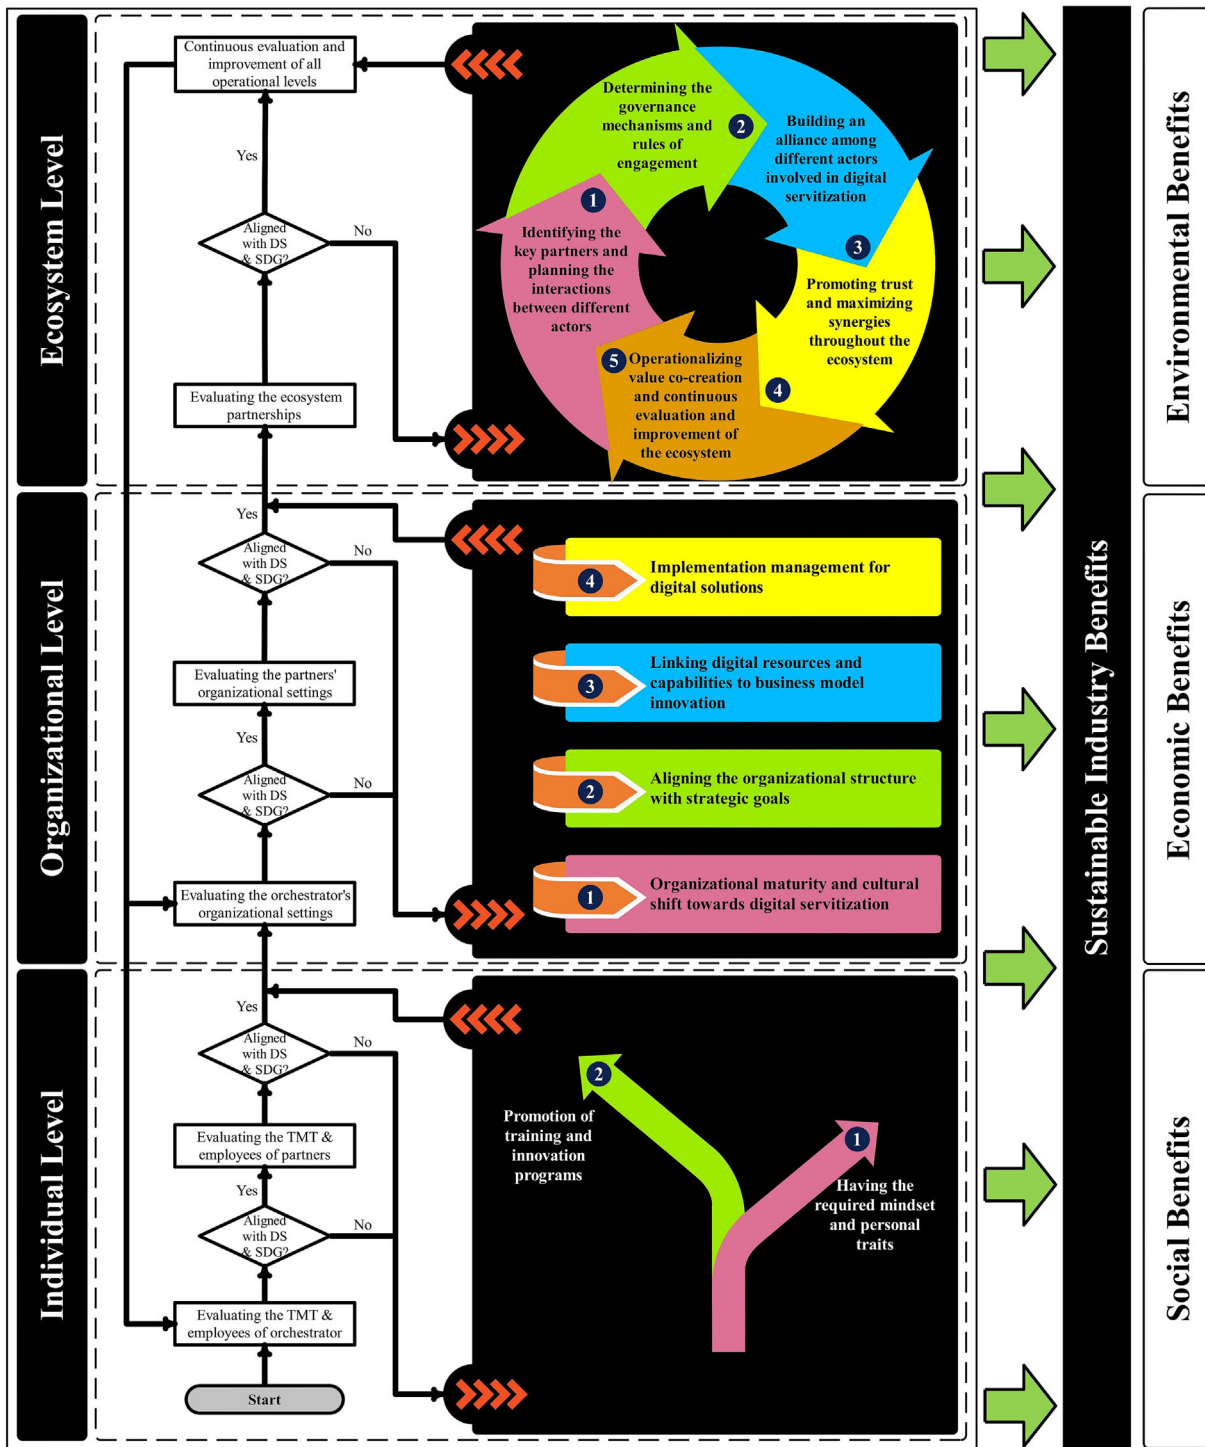 Ecosystem Level
Continuous evaluation and
improvement of all
operational levels
Yes
Aligned
with DS
& SDG?
No
Evaluating the ecosystem
partnerships
1
Identifying the
key partners and
planning the
interactions
between different
actors
2
Determining the
governance
mechanisms and
rules of
engagement
3
Building an
alliance among
different actors
involved in digital
servitization
4
Promoting trust
and maximizing
synergies
throughout the
ecosystem
5
Operationalizing
value co-creation
and continuous
evaluation and
improvement of
the ecosystem
Organizational Level
Yes
Aligned
with DS
& SDG?
No
Evaluating the partners'
organizational settings
Yes
Aligned
with DS
& SDG?
No
Evaluating the orchestrator's
organizational settings
4
Implementation management for
digital solutions
3
Linking digital resources and
capabilities to business model
innovation
2
Aligning the organizational structure
with strategic goals
1
Organizational maturity and cultural
shift towards digital servitization
Individual Level
Yes
Aligned
with DS
& SDG?
No
Evaluating the TMT &
employees of partners
Yes
Aligned
with DS
& SDG?
No
Evaluating the TMT &
employees of orchestrator
Start
2
Promotion of
training and
innovation
programs
1
Having the
required mindset
and personal
traits
Sustainable Industry Benefits
Environmental Benefits
Economic Benefits
Social Benefits